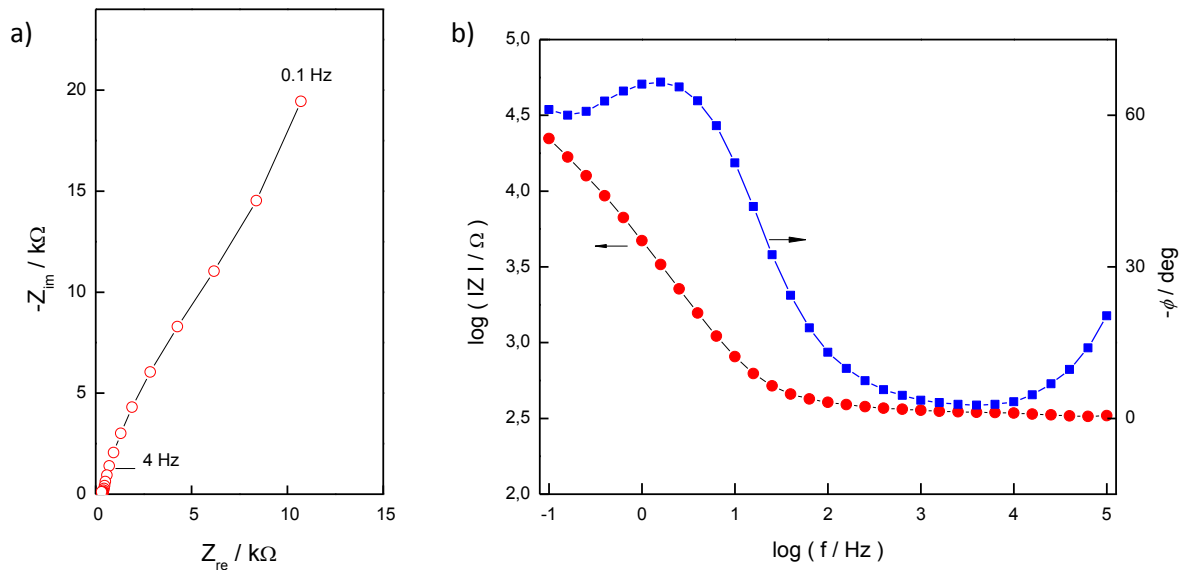 a)
20
15
10
5
0
0
5
10
15
-Z_im / kΩ
Z_re / kΩ
0.1 Hz
4 Hz
b)
5,0
4,5
4,0
3,5
3,0
2,5
2,0
log ( IZ I / Ω )
60
30
0
-ϕ / deg
-1
0
1
2
3
4
5
log ( f / Hz )